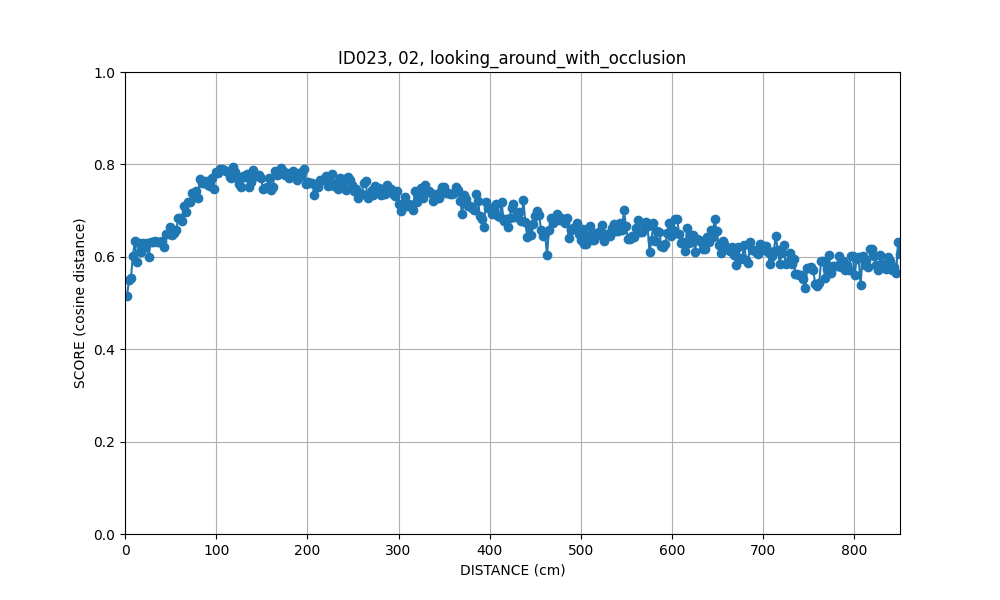 ID023, 02, looking_around_with_occlusion
SCORE (cosine distance)
1.0
0.8
0.6
0.4
0.2
0.0
0 100 200 300 400 500 600 700 800
DISTANCE (cm)